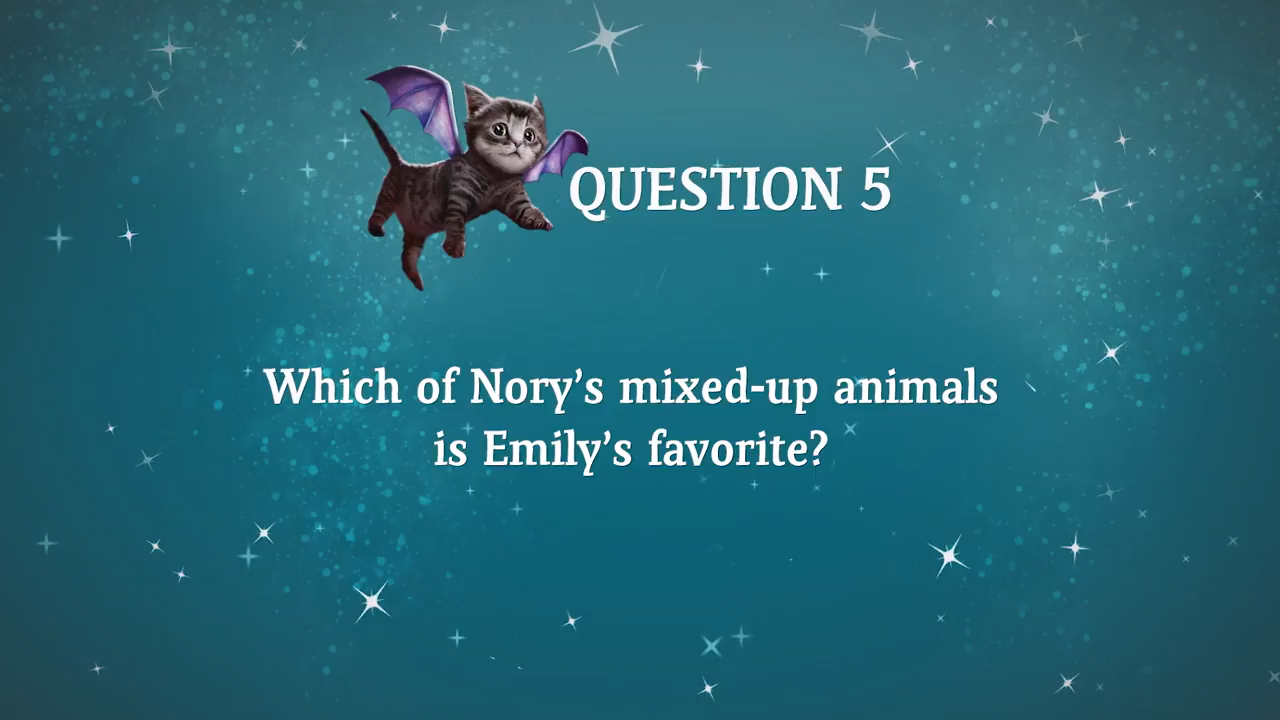 QUESTION 5
Which of Nory’s mixed-up animals
is Emily’s favorite?